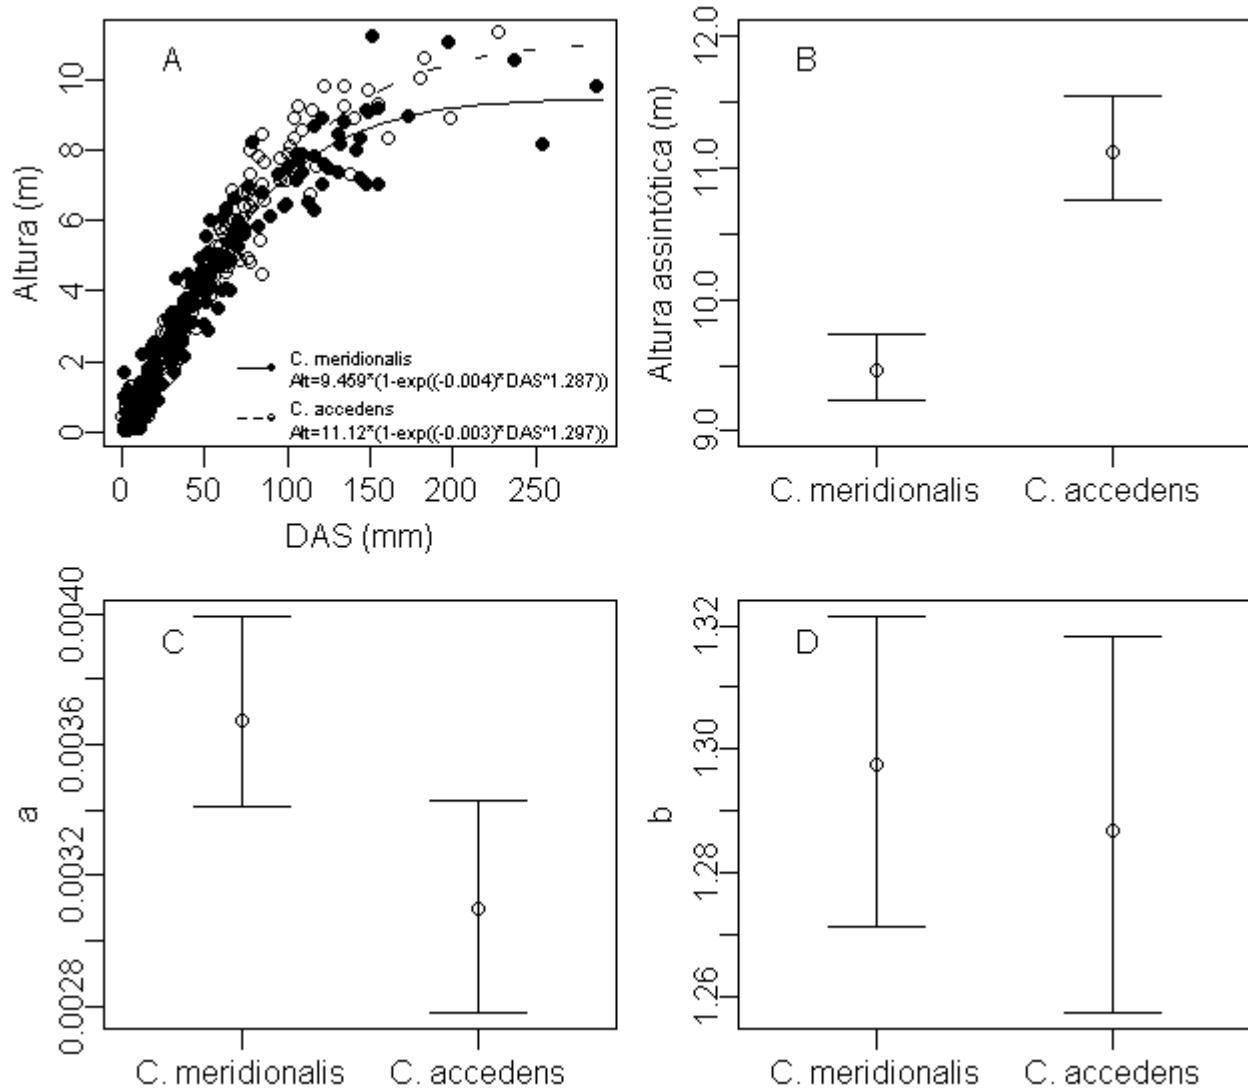 A
Altura (m)
0
2
4
6
8
10
C. meridionalis
Alt=9.459*(1-exp((-0.004)*DAS^1.287))
C. accedens
Alt=11.12*(1-exp((-0.003)*DAS^1.297))
0 50 100 150 200 250
DAS (mm)
B
Altura assintótica (m)
9.0
10.0
11.0
12.0
C. meridionalis C. accedens
C
a
0.0028
0.0032
0.0036
0.0040
C. meridionalis C. accedens
D
b
1.26
1.28
1.30
1.32
C. meridionalis C. accedens